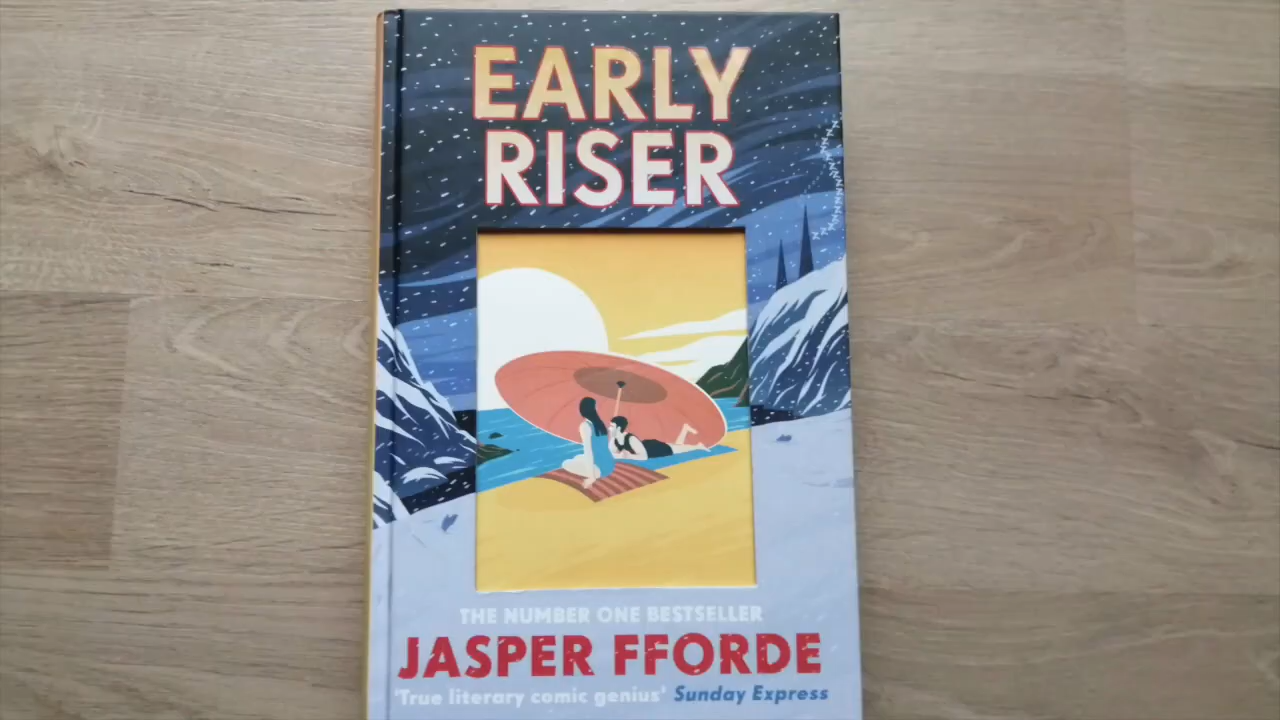 EARLY
RISER
THE NUMBER ONE BESTSELLER
JASPER FFORDE
'True literary comic genius' Sunday Express